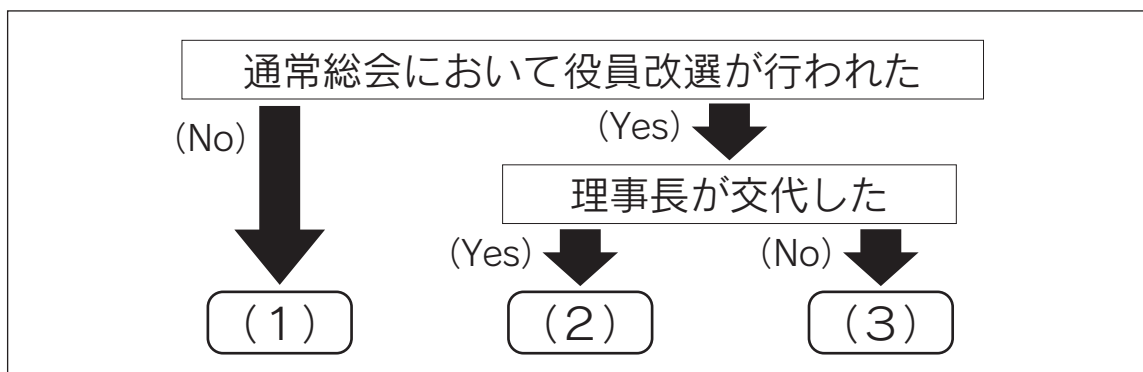 通常総会において役員改選が行われた
(No)
(Yes)
理事長が交代した
(Yes)
(No)
(1)
(2)
(3)